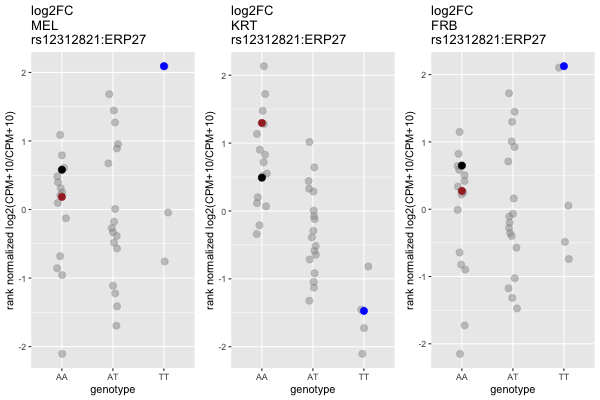 log2FC
MEL
rs12312821:ERP27
rank normalized log2(CPM+10/CPM+10)
2
1
0
-1
-2
AA
AT
TT
genotype
log2FC
KRT
rs12312821:ERP27
rank normalized log2(CPM+10/CPM+10)
2
1
0
-1
-2
AA
AT
TT
genotype
log2FC
FRB
rs12312821:ERP27
rank normalized log2(CPM+10/CPM+10)
2
1
0
-1
-2
AA
AT
TT
genotype